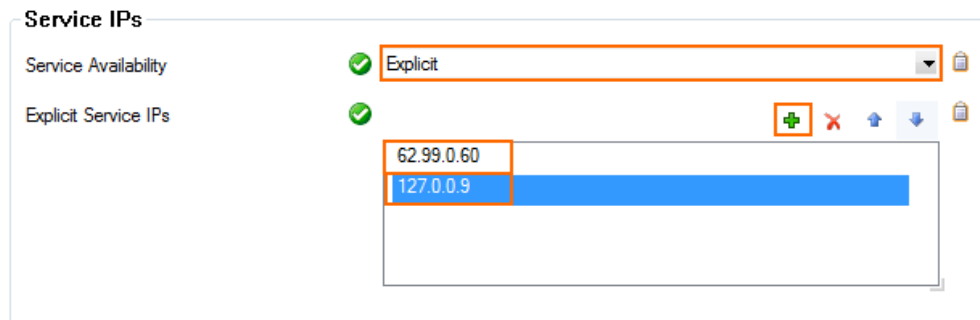 Service IPs
Service Availability Explicit
Explicit Service IPs
62.99.0.60
127.0.0.9